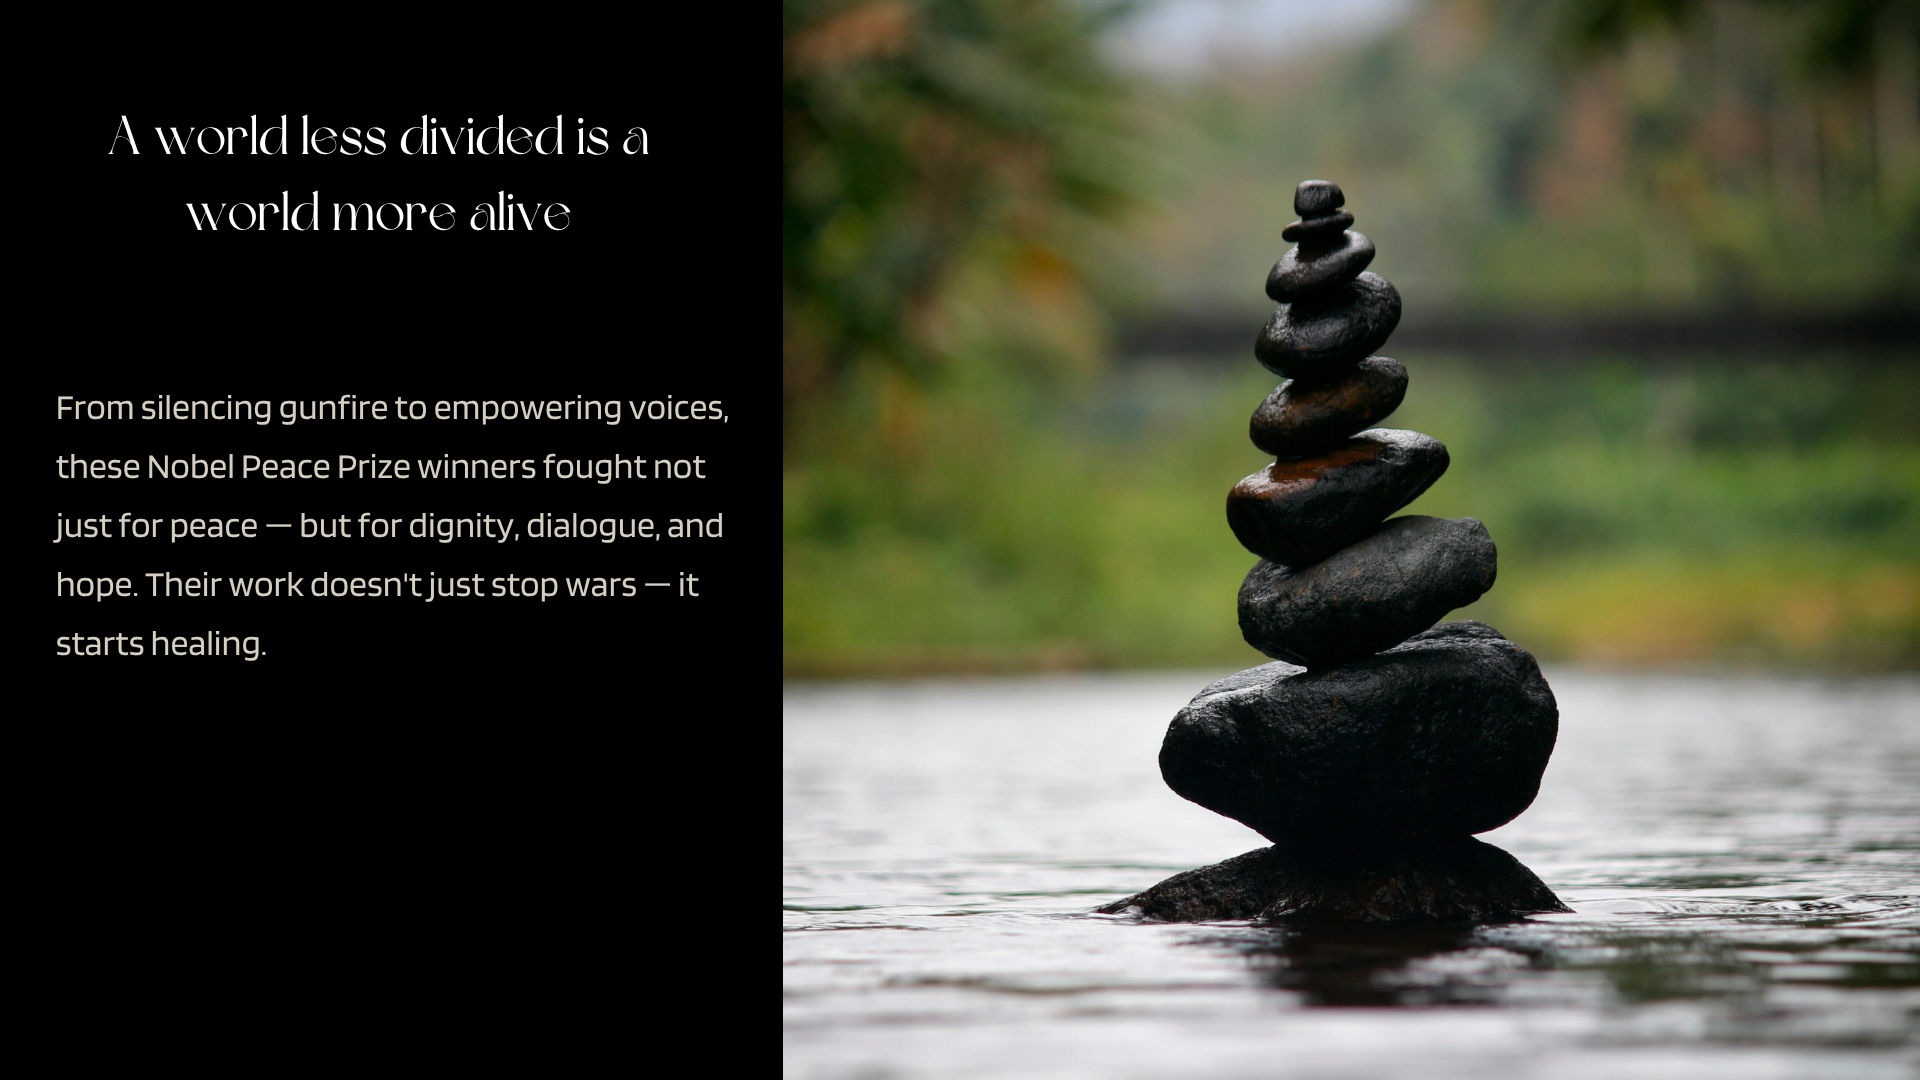 A world less divided is a
world more alive
From silencing gunfire to empowering voices,
these Nobel Peace Prize winners fought not
just for peace — but for dignity, dialogue, and
hope. Their work doesn't just stop wars — it
starts healing.